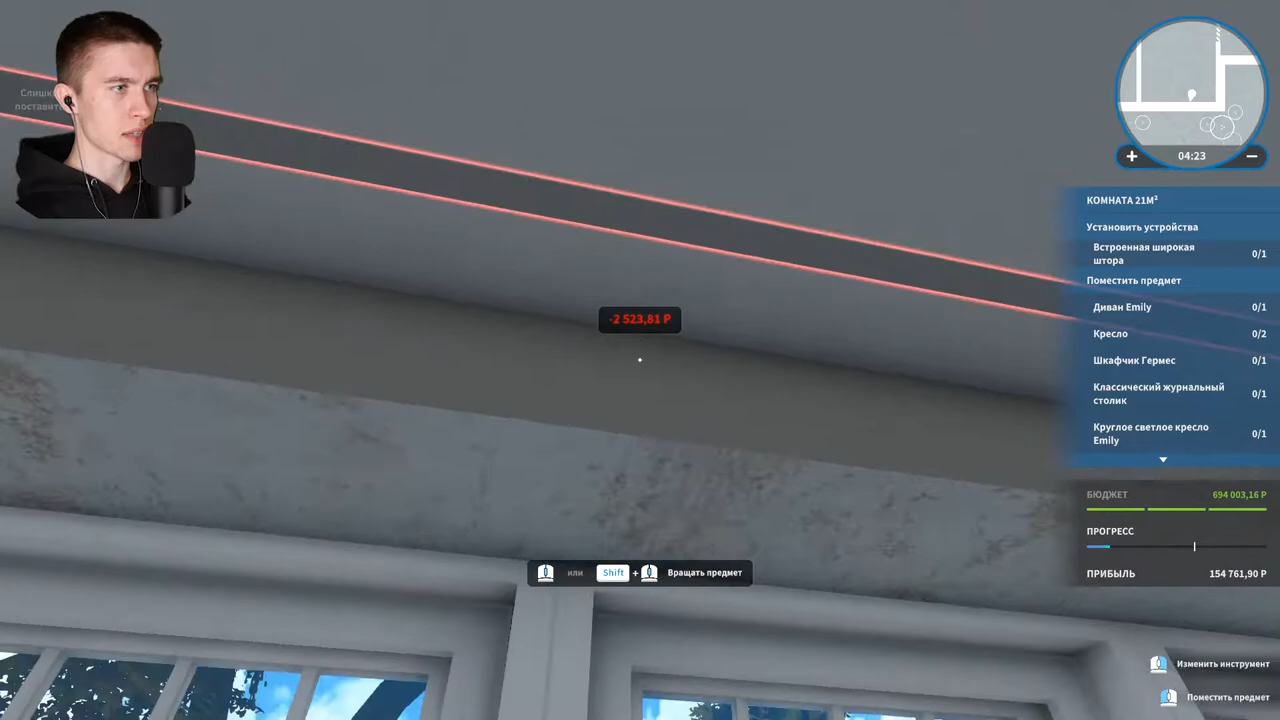 поставит
04:23
КОМНАТА 21М²
Установить устройства
Встроенная широкая
штора
0/1
Поместить предмет
Диван Emily 0/1
Кресло 0/2
Шкафчик Гермес 0/1
Классический журнальный
столик
0/1
Круглое светлое кресло
Emily
0/1
-2 523,81 Р
БЮДЖЕТ 694 003,16 Р
ПРОГРЕСС
ПРИБЫЛЬ 154 761,90 Р
или Shift + Вращать предмет
Изменить инструмент
Поместить предмет